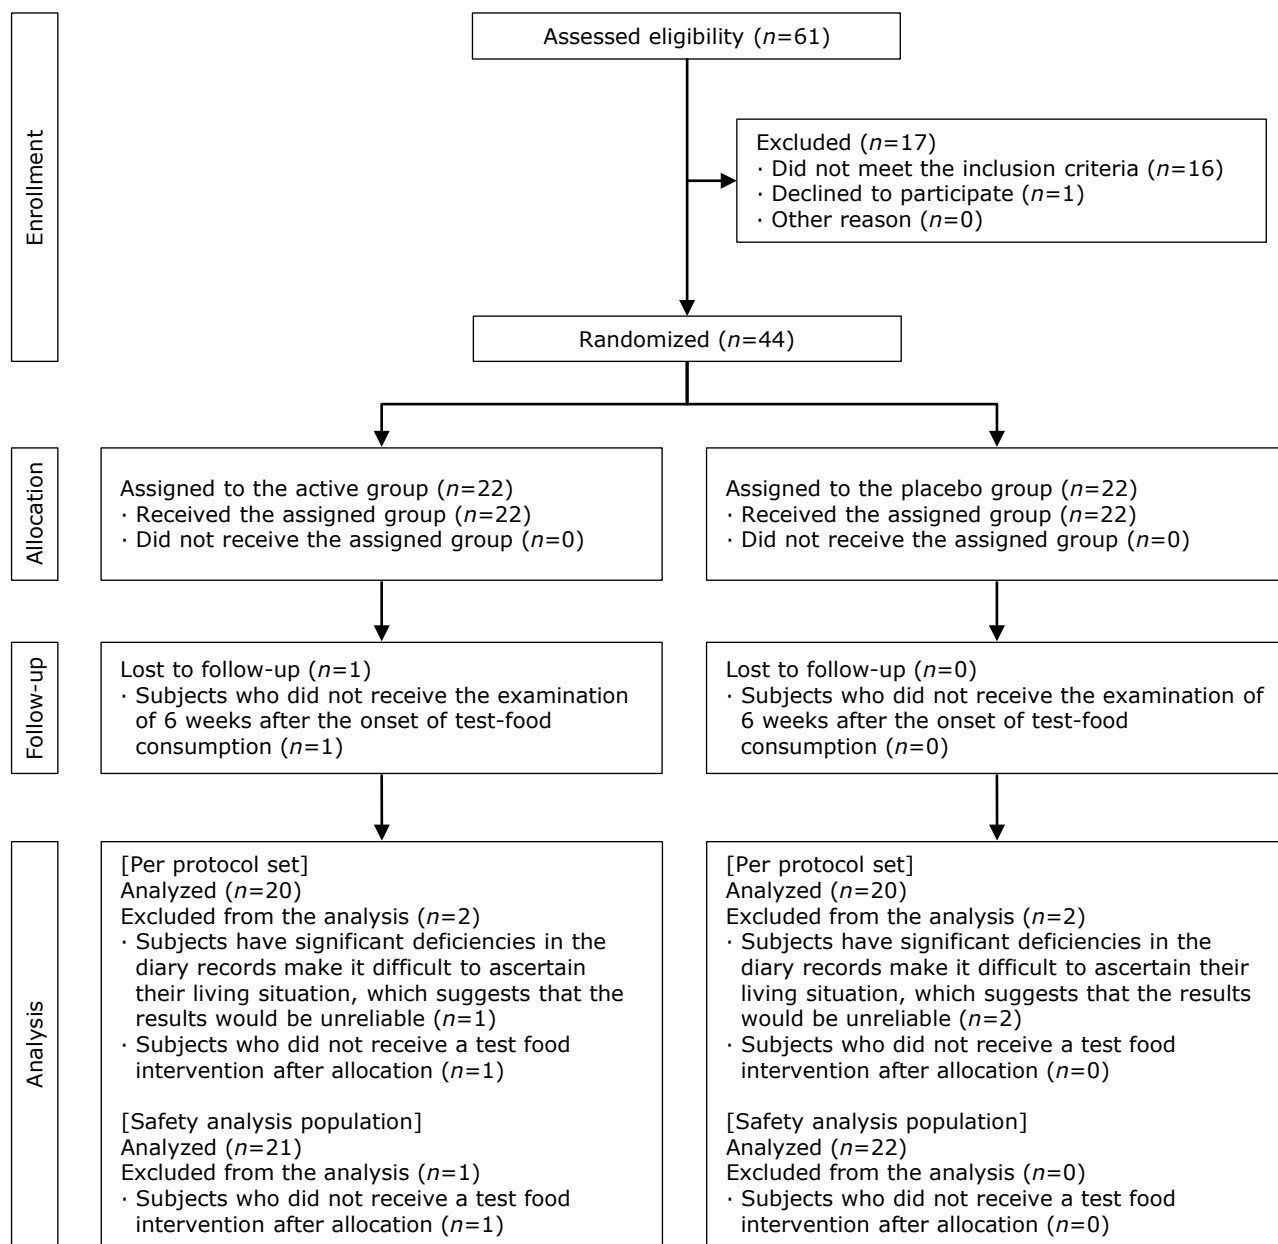 Enrollment
Assessed eligibility (n=61)
Excluded (n=17)
· Did not meet the inclusion criteria (n=16)
· Declined to participate (n=1)
· Other reason (n=0)
Randomized (n=44)
Allocation
Assigned to the active group (n=22)
· Received the assigned group (n=22)
· Did not receive the assigned group (n=0)
Assigned to the placebo group (n=22)
· Received the assigned group (n=22)
· Did not receive the assigned group (n=0)
Follow-up
Lost to follow-up (n=1)
· Subjects who did not receive the examination
of 6 weeks after the onset of test-food
consumption (n=1)
Lost to follow-up (n=0)
· Subjects who did not receive the examination of
6 weeks after the onset of test-food
consumption (n=0)
Analysis
[Per protocol set]
Analyzed (n=20)
Excluded from the analysis (n=2)
· Subjects have significant deficiencies in the
diary records make it difficult to ascertain
their living situation, which suggests that the
results would be unreliable (n=1)
· Subjects who did not receive a test food
intervention after allocation (n=1)
[Safety analysis population]
Analyzed (n=21)
Excluded from the analysis (n=1)
· Subjects who did not receive a test food
intervention after allocation (n=1)
[Per protocol set]
Analyzed (n=20)
Excluded from the analysis (n=2)
· Subjects have significant deficiencies in the
diary records make it difficult to ascertain their
living situation, which suggests that the results
would be unreliable (n=2)
· Subjects who did not receive a test food
intervention after allocation (n=0)
[Safety analysis population]
Analyzed (n=22)
Excluded from the analysis (n=0)
· Subjects who did not receive a test food
intervention after allocation (n=0)